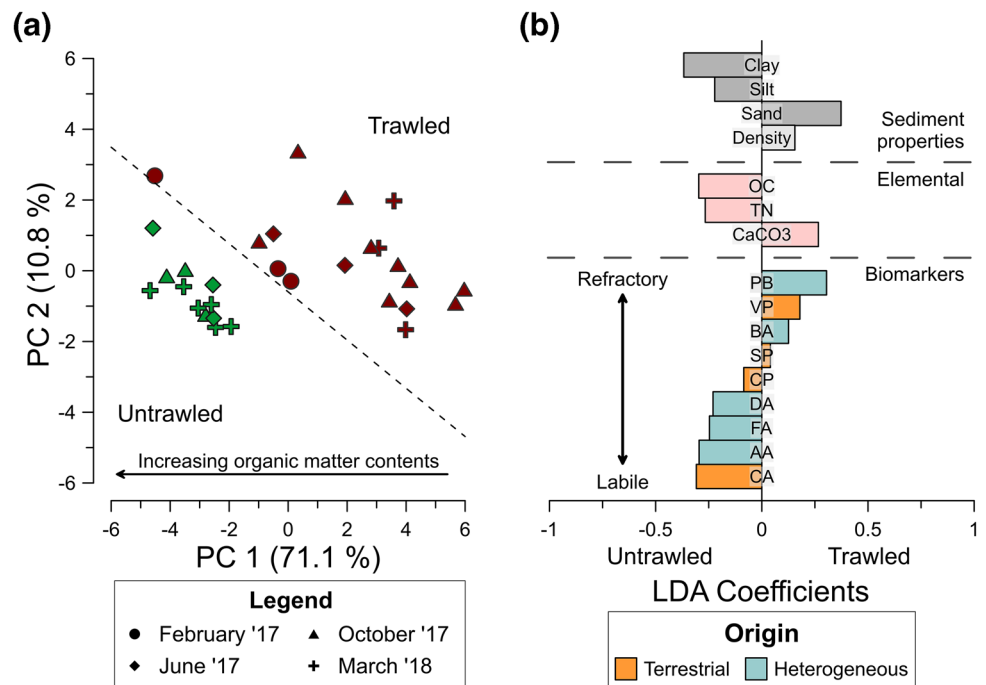 (a)
6
4
2
0
-2
-4
-6
PC 2 (10.8 %)
Trawled
Untrawled
Increasing organic matter contents
-6 -4 -2 0 2 4 6
PC 1 (71.1 %)
Legend
February '17 October '17
June '17 March '18
(b)
Clay
Silt
Sand
Density
Sediment
properties
OC
TN
CaCO3
Elemental
Biomarkers
Refractory
PB
VP
BA
SP
CP
DA
FA
AA
CA
Labile
-1 -0.5 0 0.5 1
Untrawled Trawled
LDA Coefficients
Origin
Terrestrial Heterogeneous